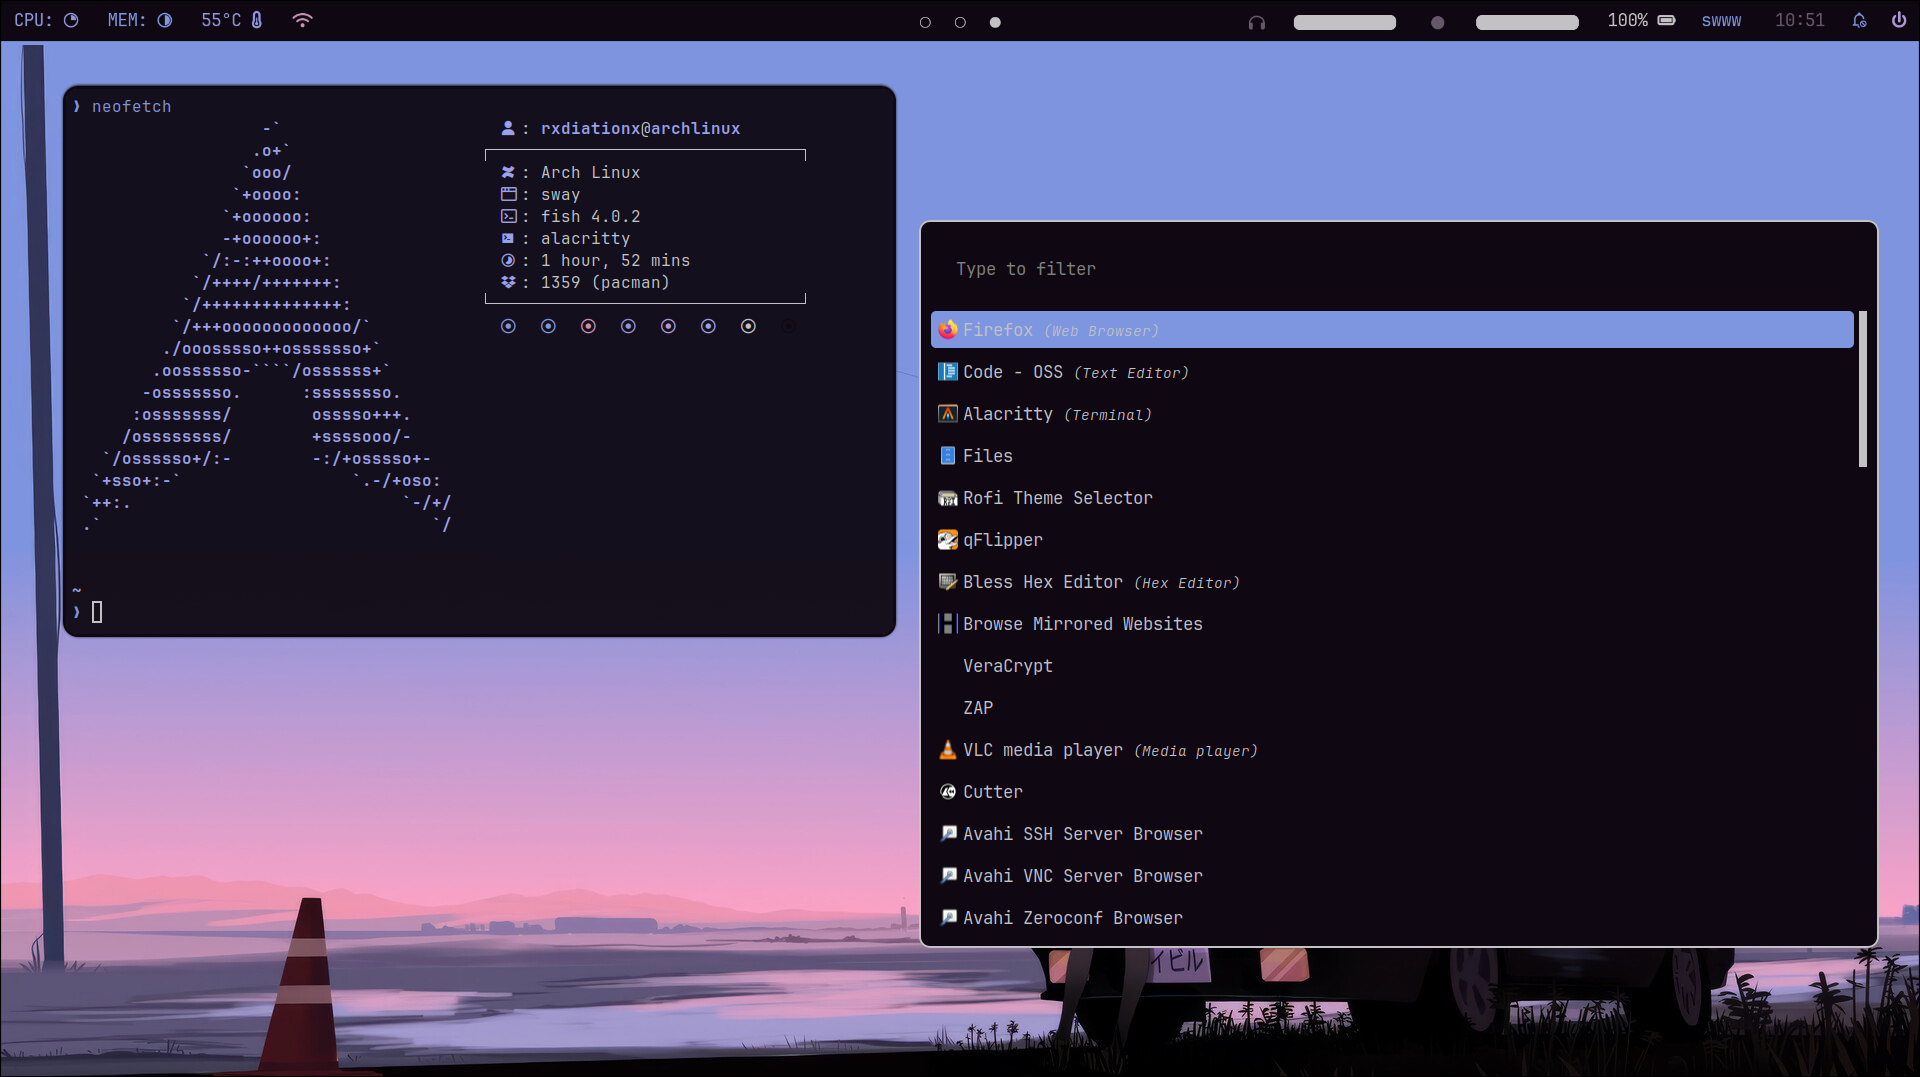 CPU: MEM: 55°C 100% swww 10:51
❫ neofetch
-`
.o+`
`ooo/
`+oooo:
`+oooooo:
-+oooooo+:
`/:-:++oooo+:
`/++++/+++++++:
`/++++++++++++++:
`/+++ooooooooooooo/`
./ooosssso++osssssso+`
.oossssso-````/ossssss+`
-osssssso.      :ssssssso.
:osssssss/        osssso+++.
/ossssssss/        +ssssooo/-
`/ossssso+/:-        -:/+osssso+-
`+sso+:-`                 `.-/+oso:
`++:.                           `-/+/
.`                                 `/
: rxdiationx@archlinux
: Arch Linux
: sway
: fish 4.0.2
: alacritty
: 1 hour, 52 mins
: 1359 (pacman)
~
❫
Type to filter
Firefox (Web Browser)
Code - OSS (Text Editor)
Alacritty (Terminal)
Files
Rofi Theme Selector
qFlipper
Bless Hex Editor (Hex Editor)
Browse Mirrored Websites
VeraCrypt
ZAP
VLC media player (Media player)
Cutter
Avahi SSH Server Browser
Avahi VNC Server Browser
Avahi Zeroconf Browser
イビル